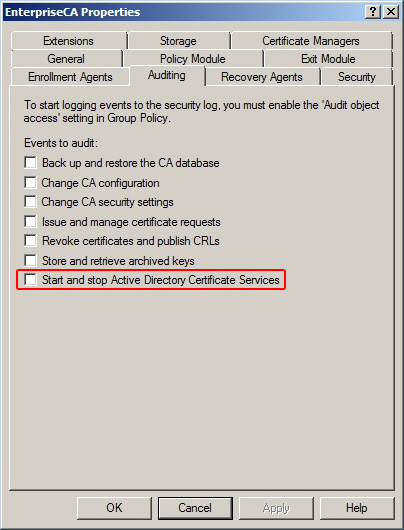 EnterpriseCA Properties
Extensions Storage Certificate Managers
General Policy Module Exit Module
Enrollment Agents Auditing Recovery Agents Security
To start logging events to the security log, you must enable the 'Audit object
access' setting in Group Policy.
Events to audit:
Back up and restore the CA database
Change CA configuration
Change CA security settings
Issue and manage certificate requests
Revoke certificates and publish CRLs
Store and retrieve archived keys
Start and stop Active Directory Certificate Services
OK Cancel Apply Help